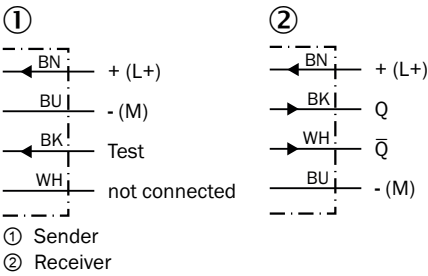 ①
BN + (L+)
BU - (M)
BK Test
WH not connected
②
BN + (L+)
BK Q
WH Q̅
BU - (M)
① Sender
② Receiver